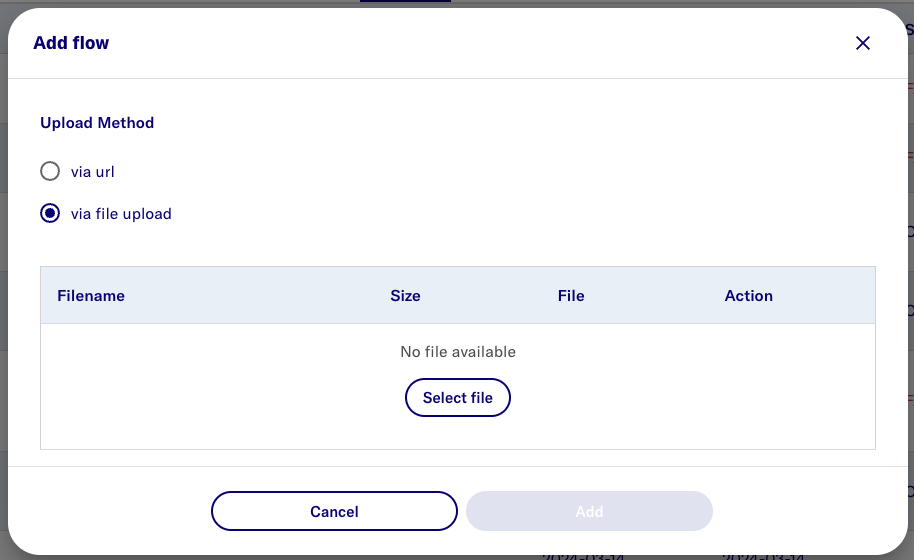 Add flow
Upload Method
via url
via file upload
Filename Size File Action
No file available
Select file
Cancel Add